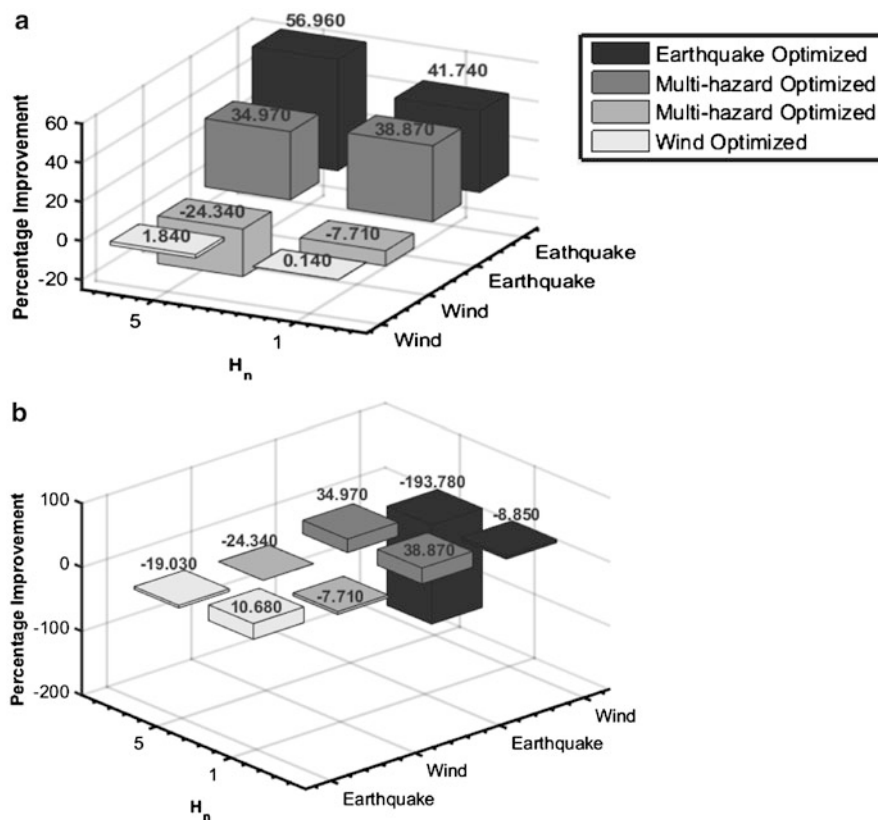 a
56.960
41.740
34.970
38.870
-24.340
-7.710
1.840
0.140
Percentage Improvement
60
40
20
0
-20
5
1
H_n
Eathquake
Earthquake
Wind
Wind
Earthquake Optimized
Multi-hazard Optimized
Multi-hazard Optimized
Wind Optimized
b
-193.780
34.970
-8.850
-24.340
38.870
-19.030
10.680
-7.710
Percentage Improvement
100
0
-100
-200
5
1
H_n
Wind
Earthquake
Wind
Earthquake